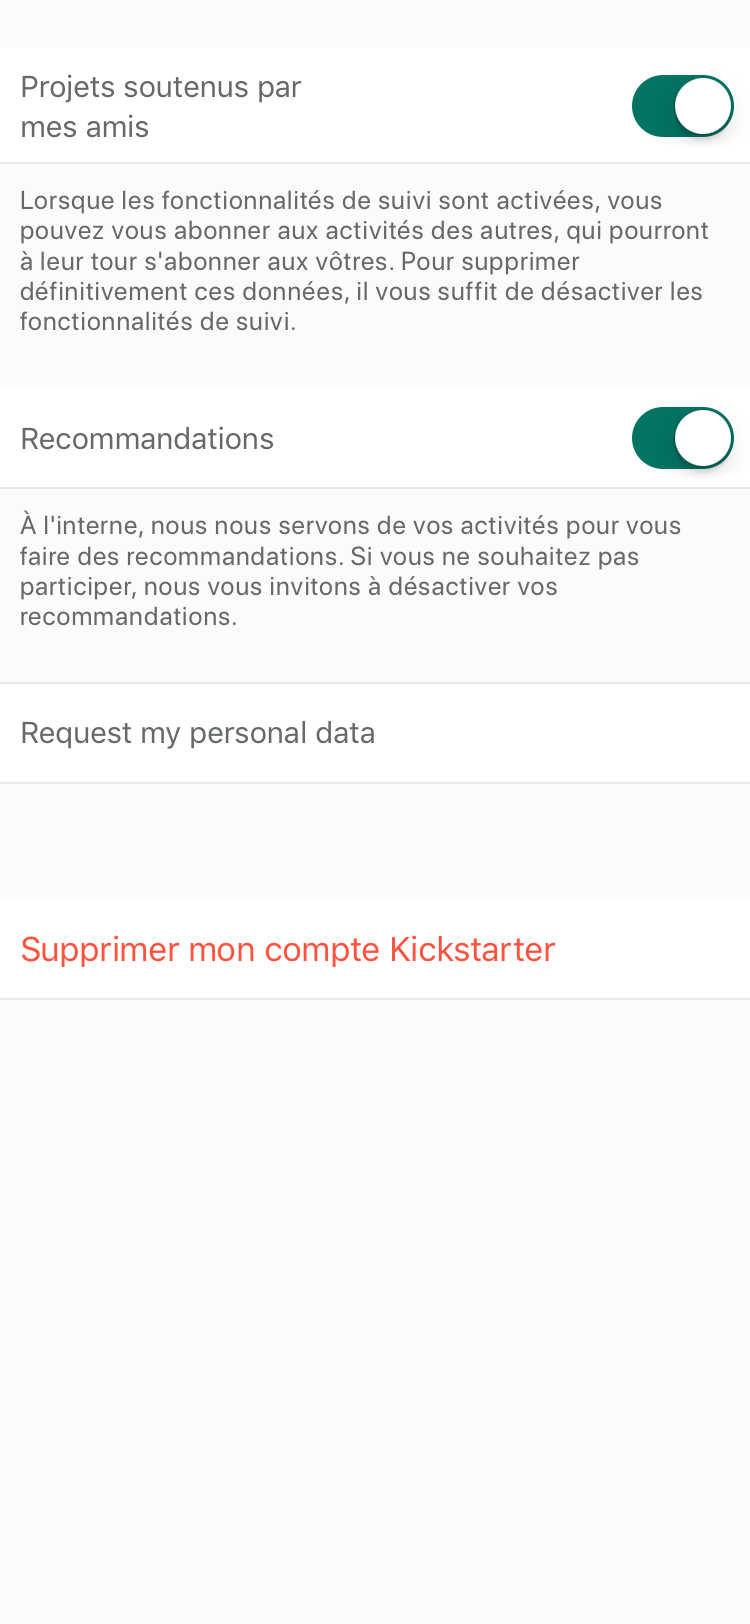 Projets soutenus par
mes amis
Lorsque les fonctionnalités de suivi sont activées, vous
pouvez vous abonner aux activités des autres, qui pourront
à leur tour s'abonner aux vôtres. Pour supprimer
définitivement ces données, il vous suffit de désactiver les
fonctionnalités de suivi.
Recommandations
À l'interne, nous nous servons de vos activités pour vous
faire des recommandations. Si vous ne souhaitez pas
participer, nous vous invitons à désactiver vos
recommandations.
Request my personal data
Supprimer mon compte Kickstarter